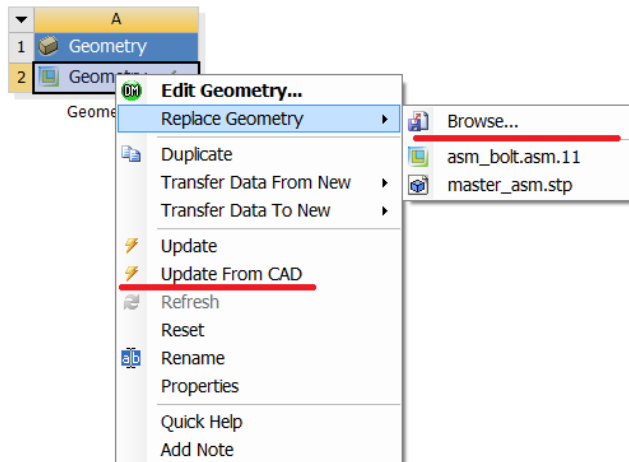 A
1 Geometry
2 Geometry
Geome
DM Edit Geometry...
Replace Geometry
Browse...
asm_bolt.asm.11
master_asm.stp
Duplicate
Transfer Data From New
Transfer Data To New
Update
Update From CAD
Refresh
Reset
ab Rename
Properties
Quick Help
Add Note